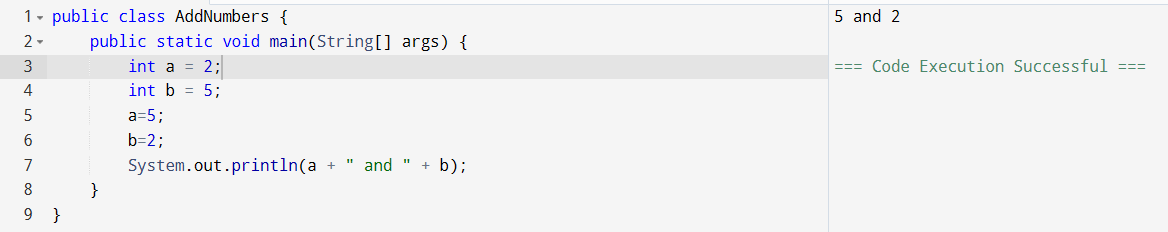 1 public class AddNumbers {
2     public static void main(String[] args) {
3         int a = 2;
4         int b = 5;
5         a=5;
6         b=2;
7         System.out.println(a + " and " + b);
8     }
9 }
5 and 2
=== Code Execution Successful ===